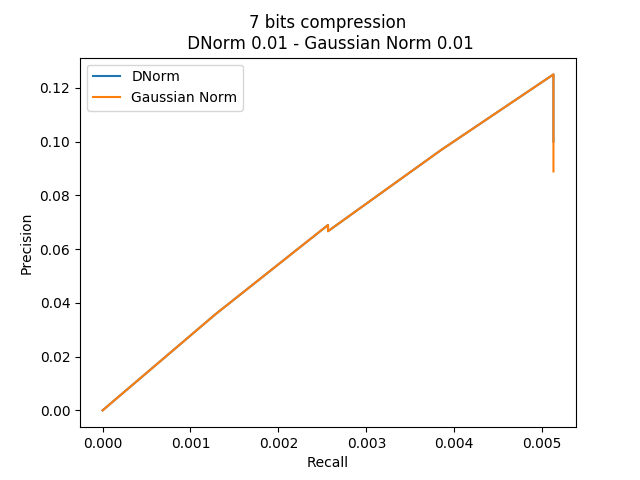 7 bits compression
DNorm 0.01 - Gaussian Norm 0.01
DNorm
Gaussian Norm
0.12
0.10
0.08
0.06
0.04
0.02
0.00
Precision
0.000 0.001 0.002 0.003 0.004 0.005
Recall